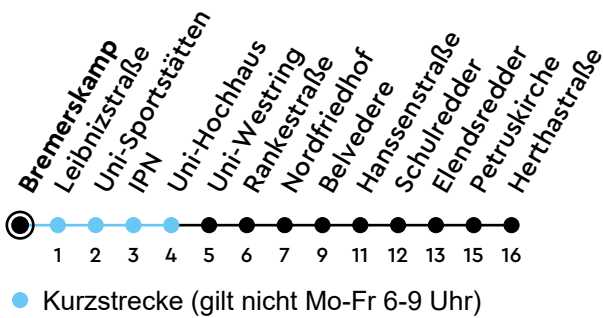 Bremerskamp
Leibnizstraße
Uni-Sportstätten
IPN
Uni-Hochhaus
Uni-Westring
Rankestraße
Nordfriedhof
Belvedere
Hanssenstraße
Schulredder
Elendsredder
Petruskirche
Herthastraße
1 2 3 4 5 6 7 9 11 12 13 15 16
Kurzstrecke (gilt nicht Mo-Fr 6-9 Uhr)